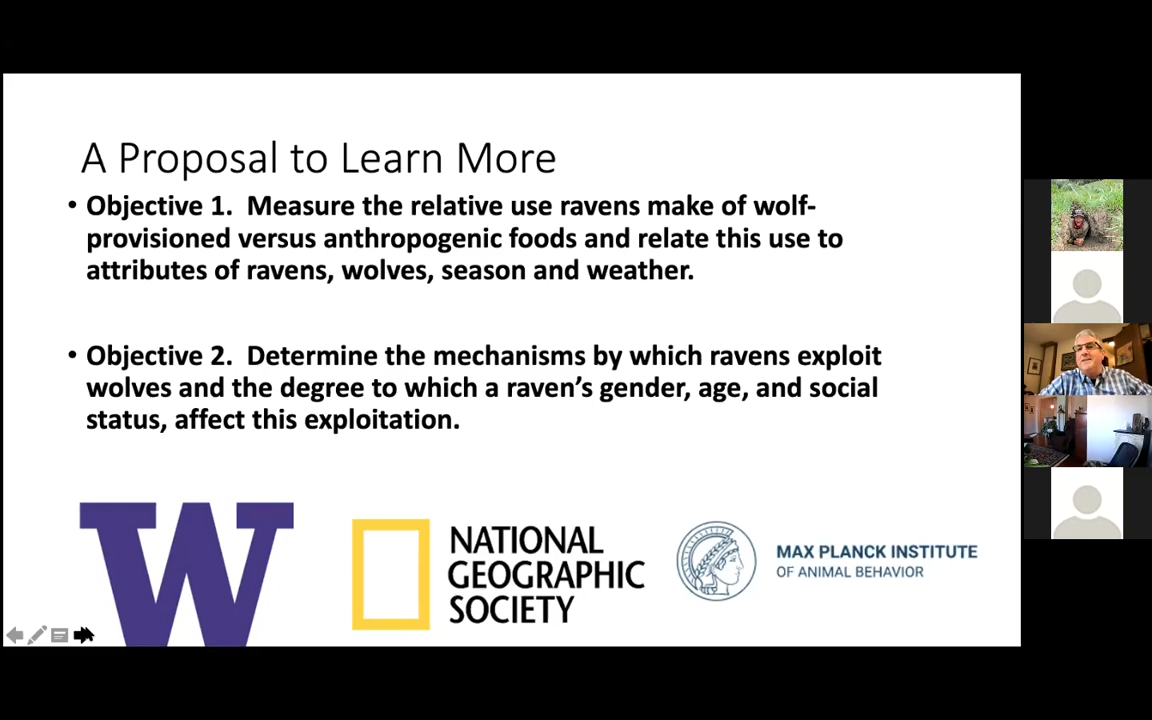 A Proposal to Learn More
• Objective 1.  Measure the relative use ravens make of wolf-
provisioned versus anthropogenic foods and relate this use to
attributes of ravens, wolves, season and weather.
• Objective 2.  Determine the mechanisms by which ravens exploit
wolves and the degree to which a raven’s gender, age, and social
status, affect this exploitation.
W
NATIONAL
GEOGRAPHIC
SOCIETY
MAX PLANCK INSTITUTE
OF ANIMAL BEHAVIOR